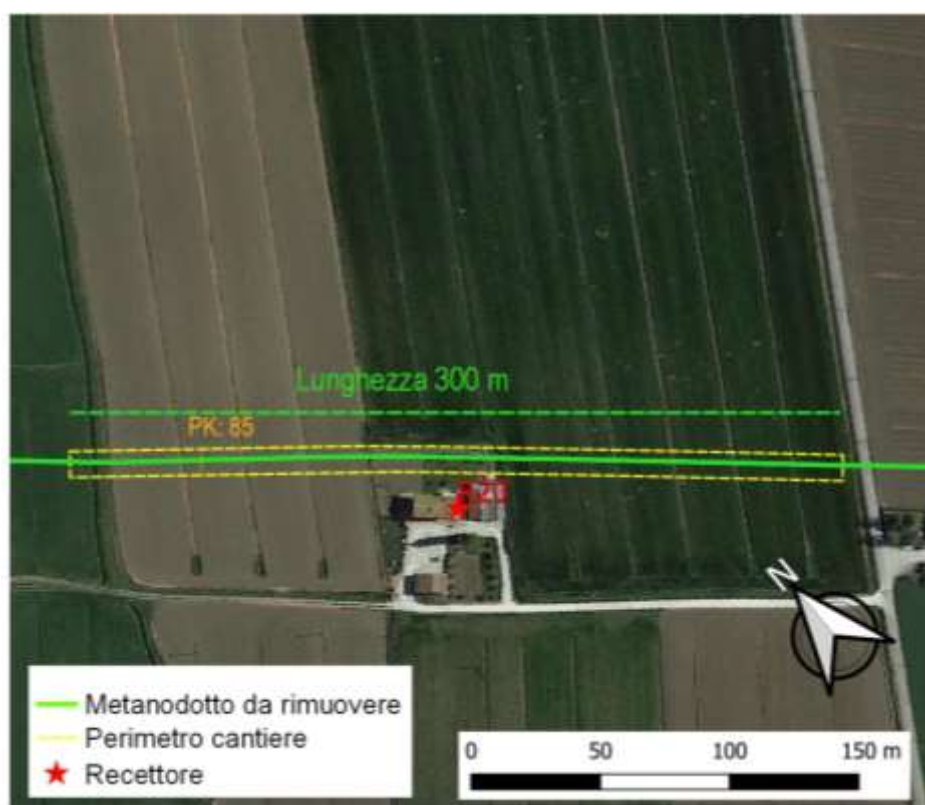 Lunghezza 300 m
PK: 85
N
Metanodotto da rimuovere
Perimetro cantiere
Recettore
0 50 100 150 m